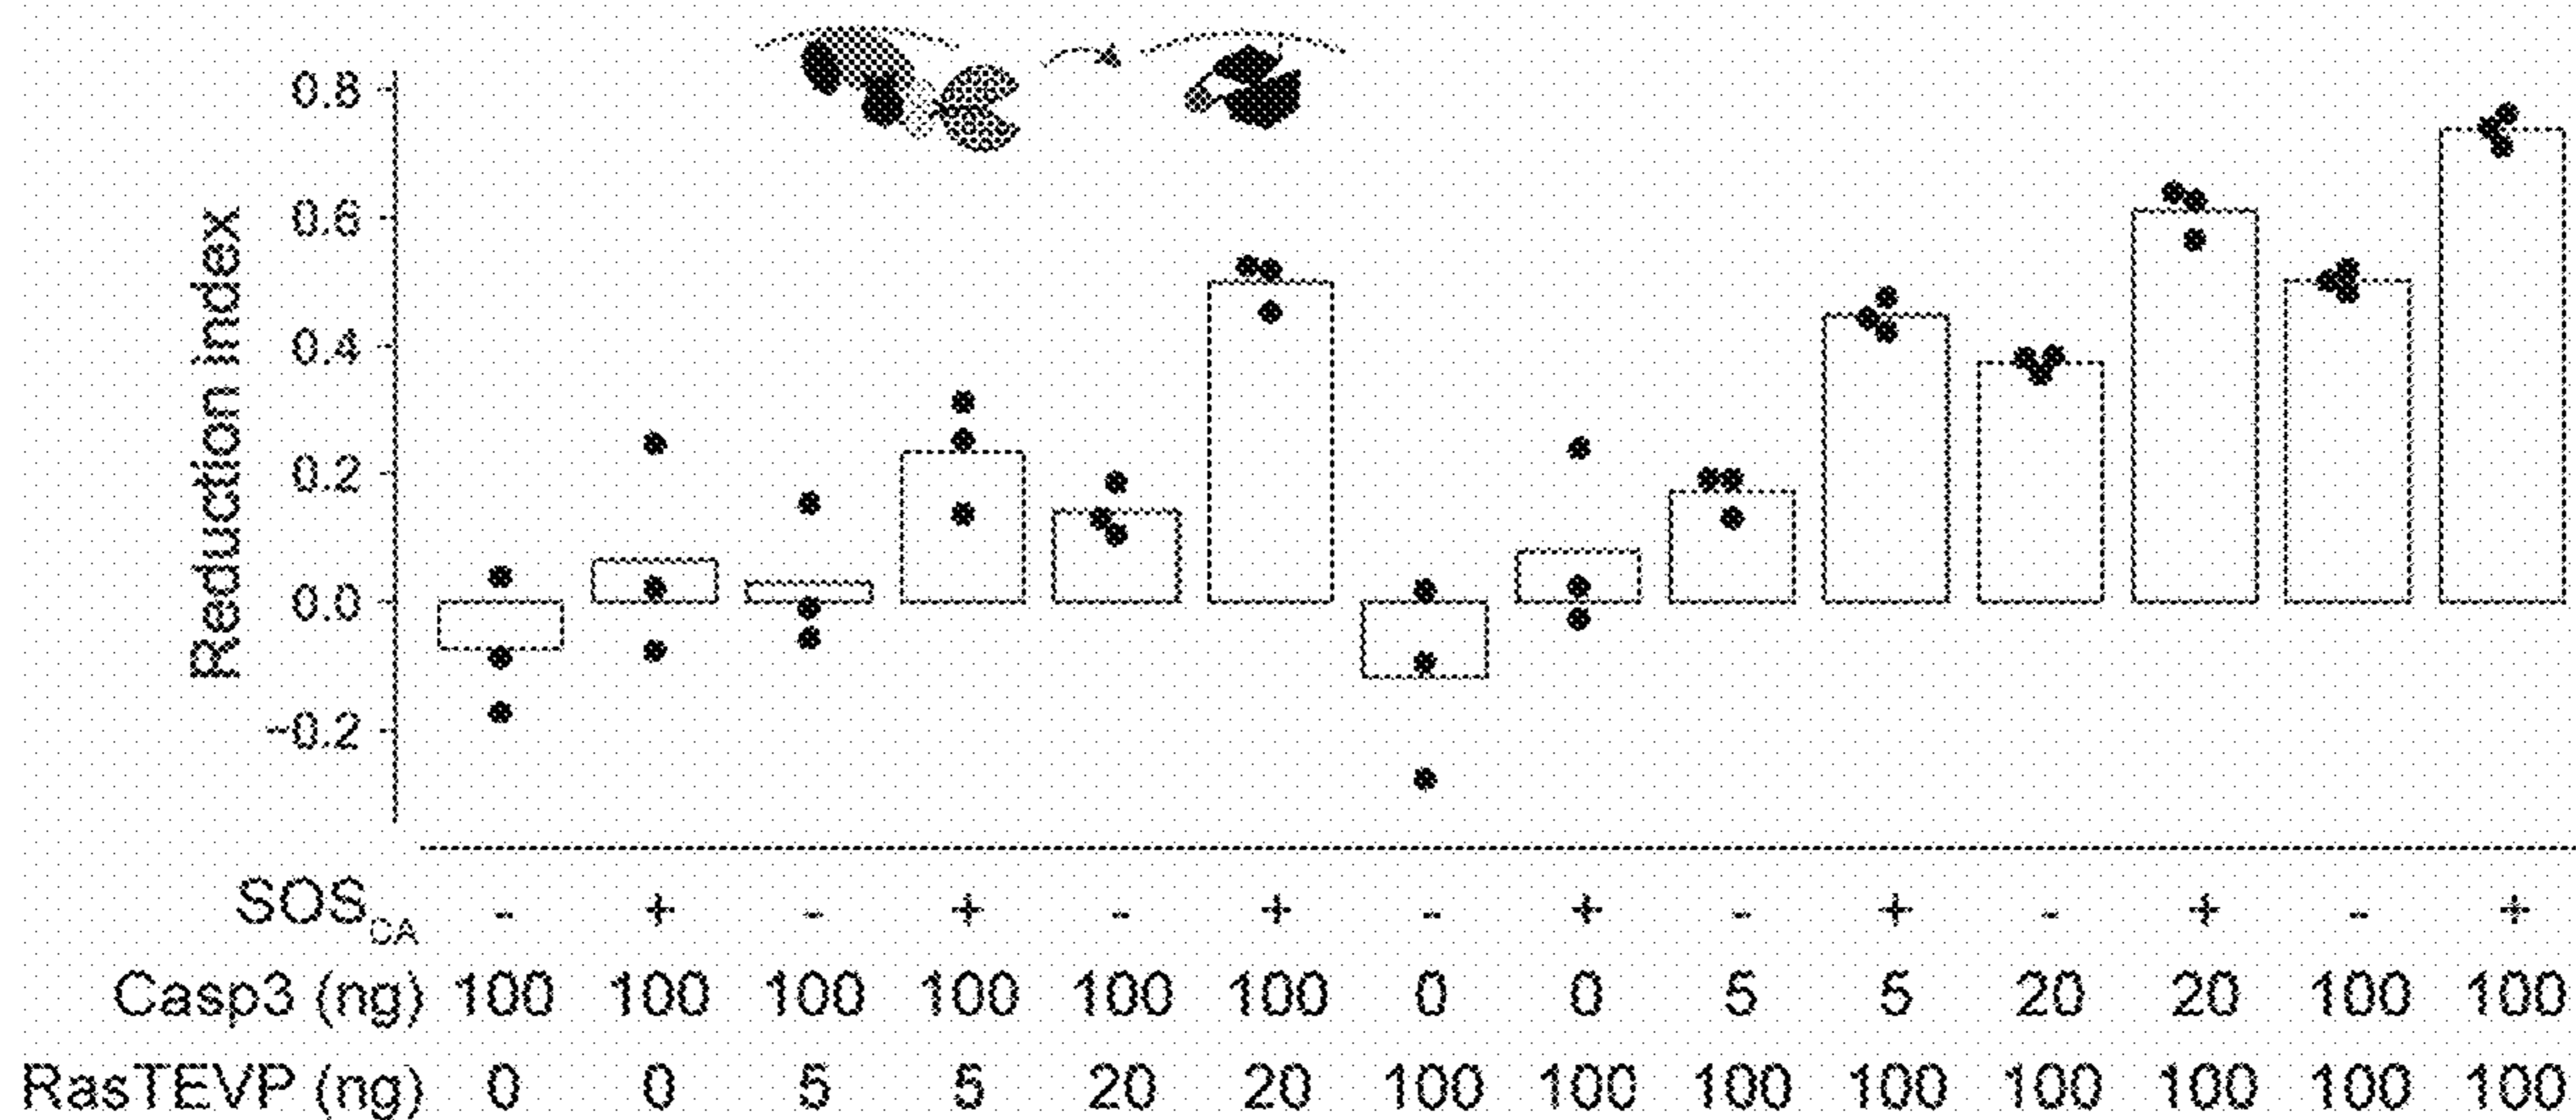 Reduction index
0.8
0.6
0.4
0.2
0.0
-0.2
SOSCA - + - + - + - + - + - + - +
Casp3 (ng) 100 100 100 100 100 100 0 0 5 5 20 20 100 100
RasTEVP (ng) 0 0 5 5 20 20 100 100 100 100 100 100 100 100